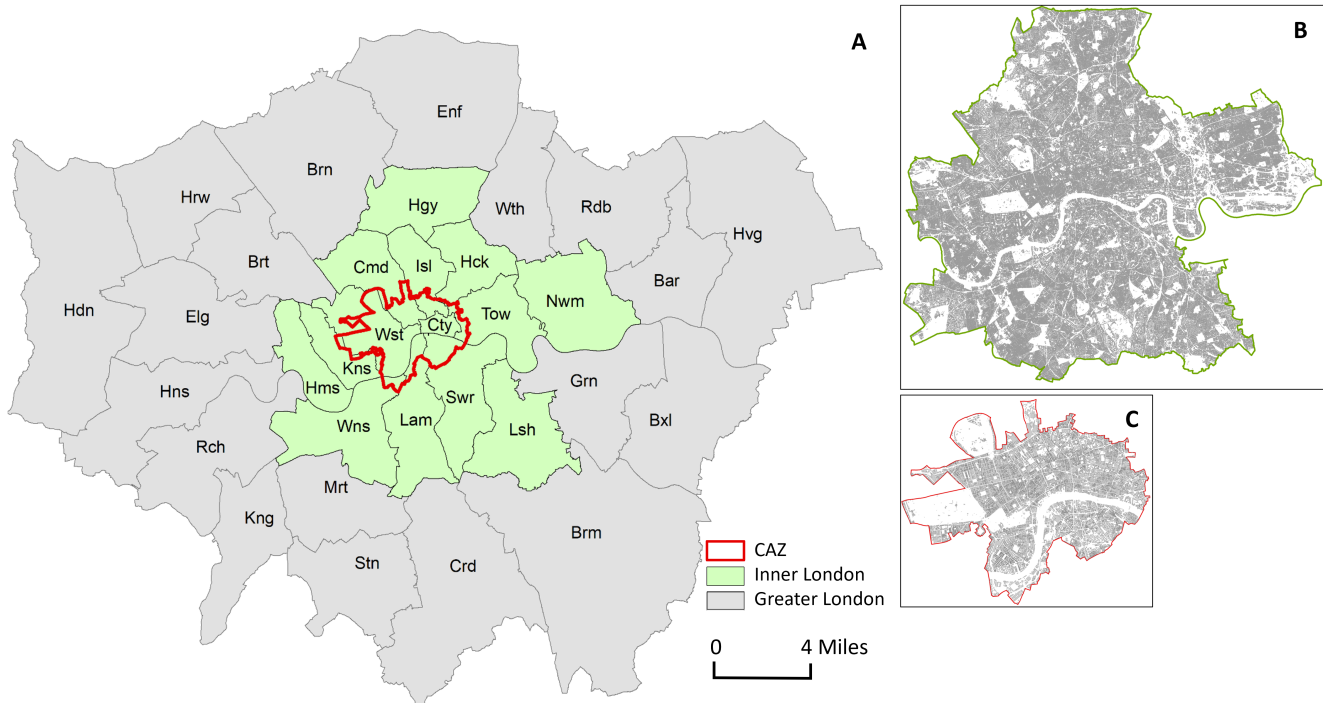 A
Enf
Brn
Hrw
Hgy
Wth
Rdb
Hvg
Brt
Cmd
Isl
Hck
Bar
Hdn
Elg
Nwm
Tow
Wst
Cty
Kns
Hms
Grn
Hns
Swr
Bxl
Wns
Lam
Lsh
Rch
Mrt
Kng
Brm
Stn
Crd
CAZ
Inner London
Greater London
0 4 Miles
B
C